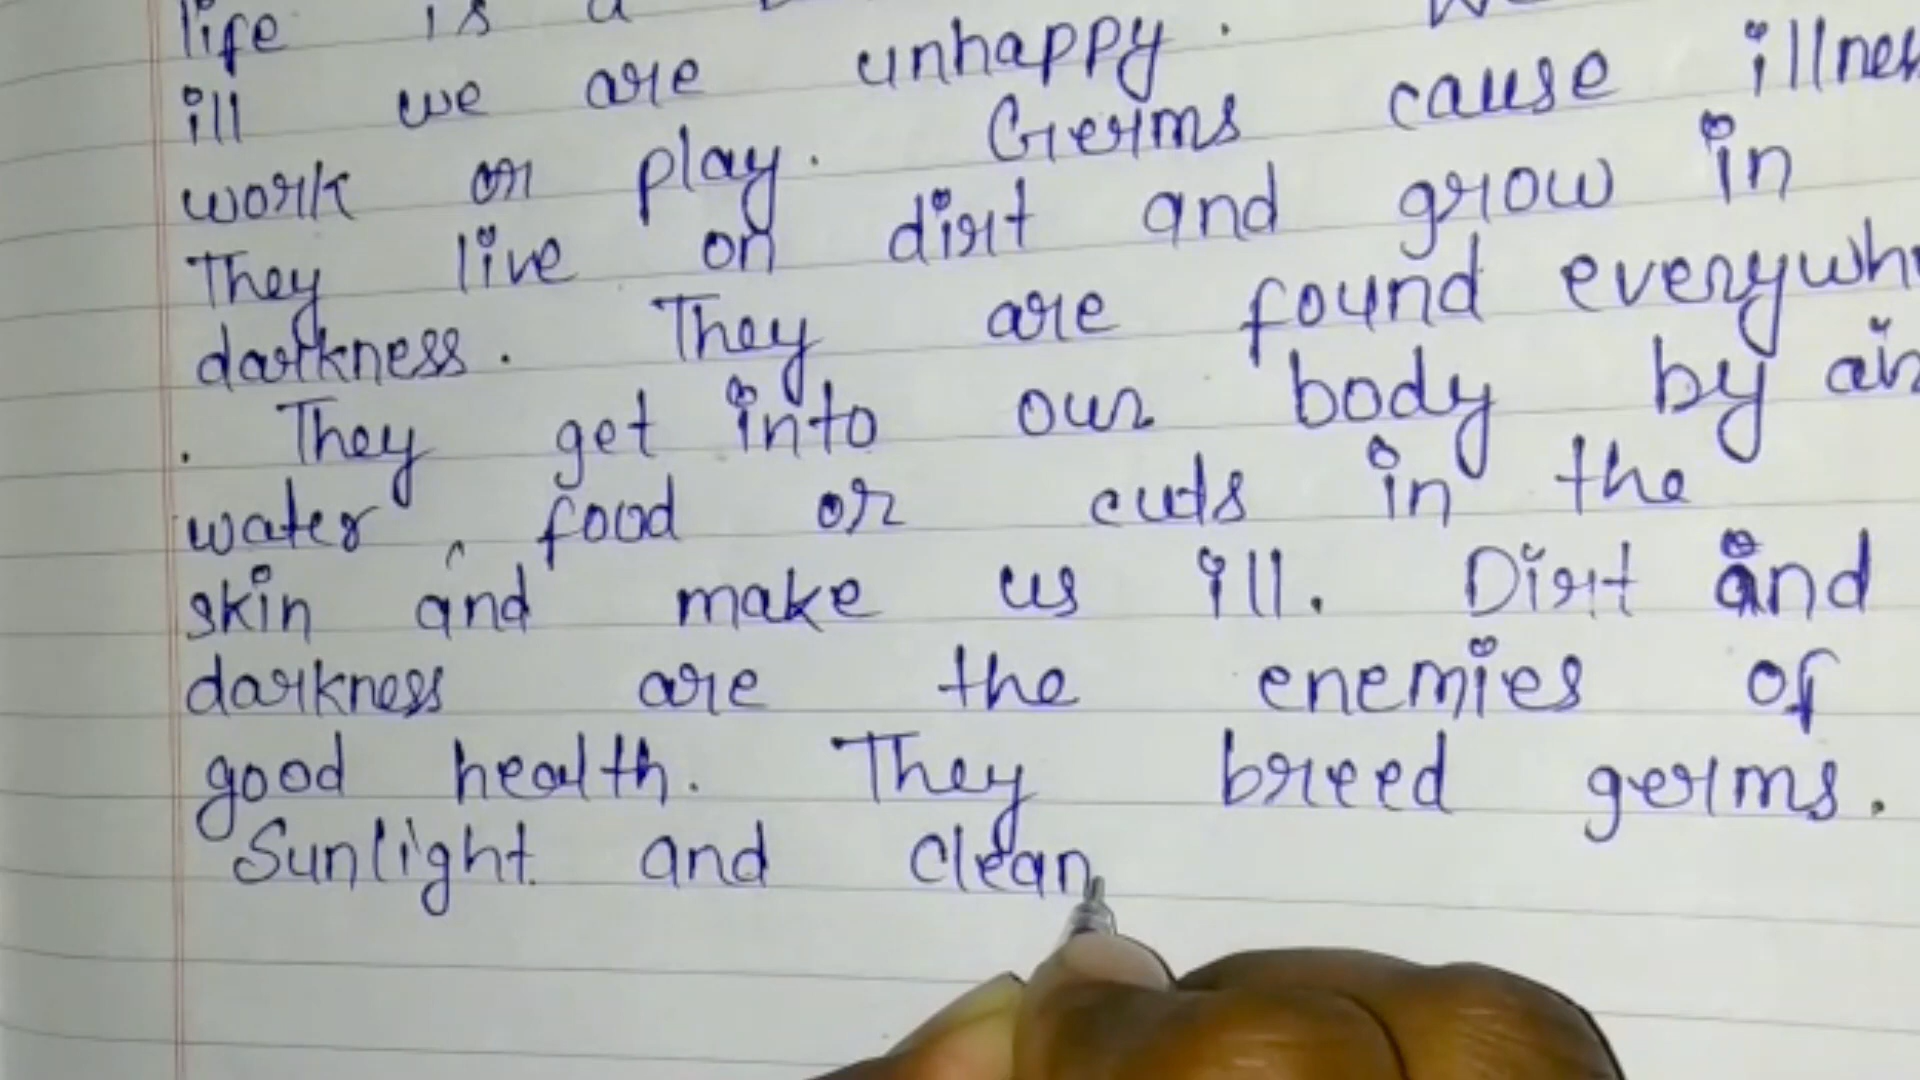 life is a
ill we are unhappy.
work or play. Germs cause illness
They live on dirt and grow in
darkness. They are found everywh
. They get into our body by air
water, food or cuts in the
skin and make us ill. Dirt and
darkness are the enemies of
good health. They breed germs.
Sunlight and clean